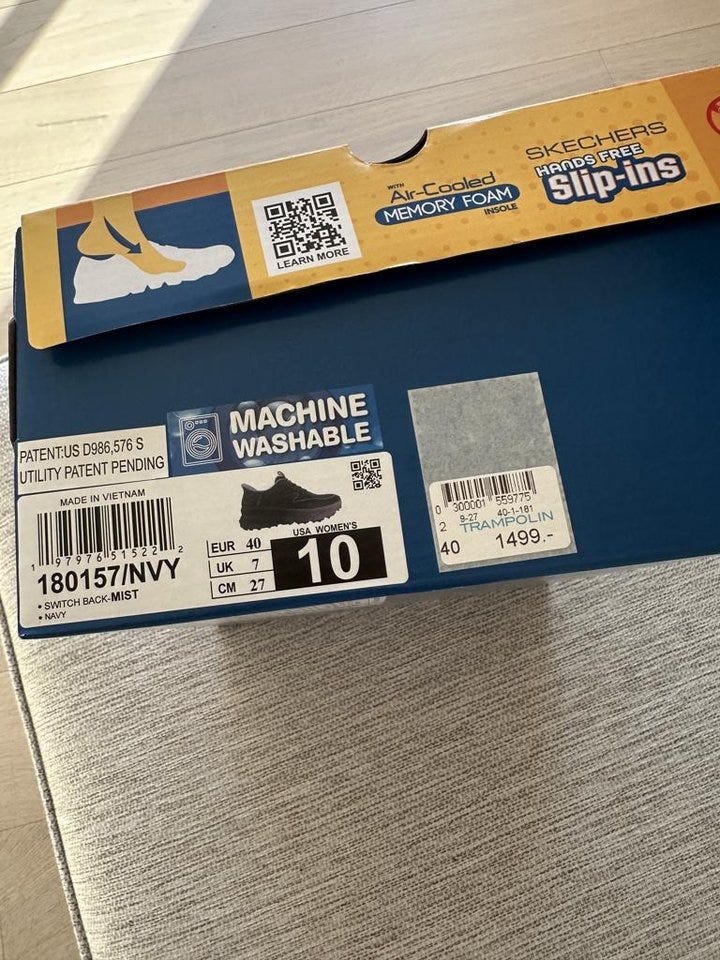 SKECHERS
HANDS FREE
Slip-ins
WITH
Air-Cooled
MEMORY FOAM
INSOLE
LEARN MORE
MACHINE
WASHABLE
PATENT:US D986,576 S
UTILITY PATENT PENDING
MADE IN VIETNAM
1 97976 51522 2
180157/NVY
• SWITCH BACK-MIST
• NAVY
USA WOMEN'S
EUR 40
UK 7
CM 27
10
0 300001 559775
2 9-27 40-1-181
TRAMPOLIN
40 1499.-